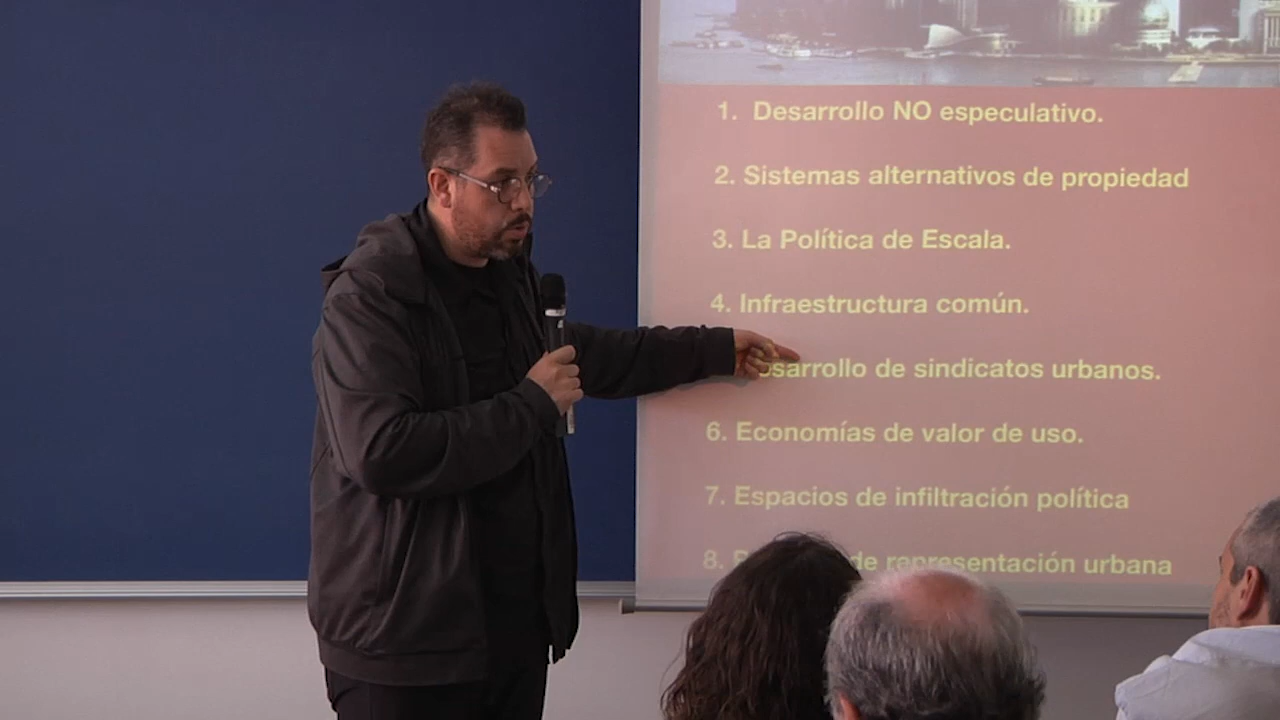 1. Desarrollo NO especulativo.
2. Sistemas alternativos de propiedad
3. La Política de Escala.
4. Infraestructura común.
de sindicatos urbanos.
6. Economías de valor de uso.
7. Espacios de infiltración política
8. de representación urbana